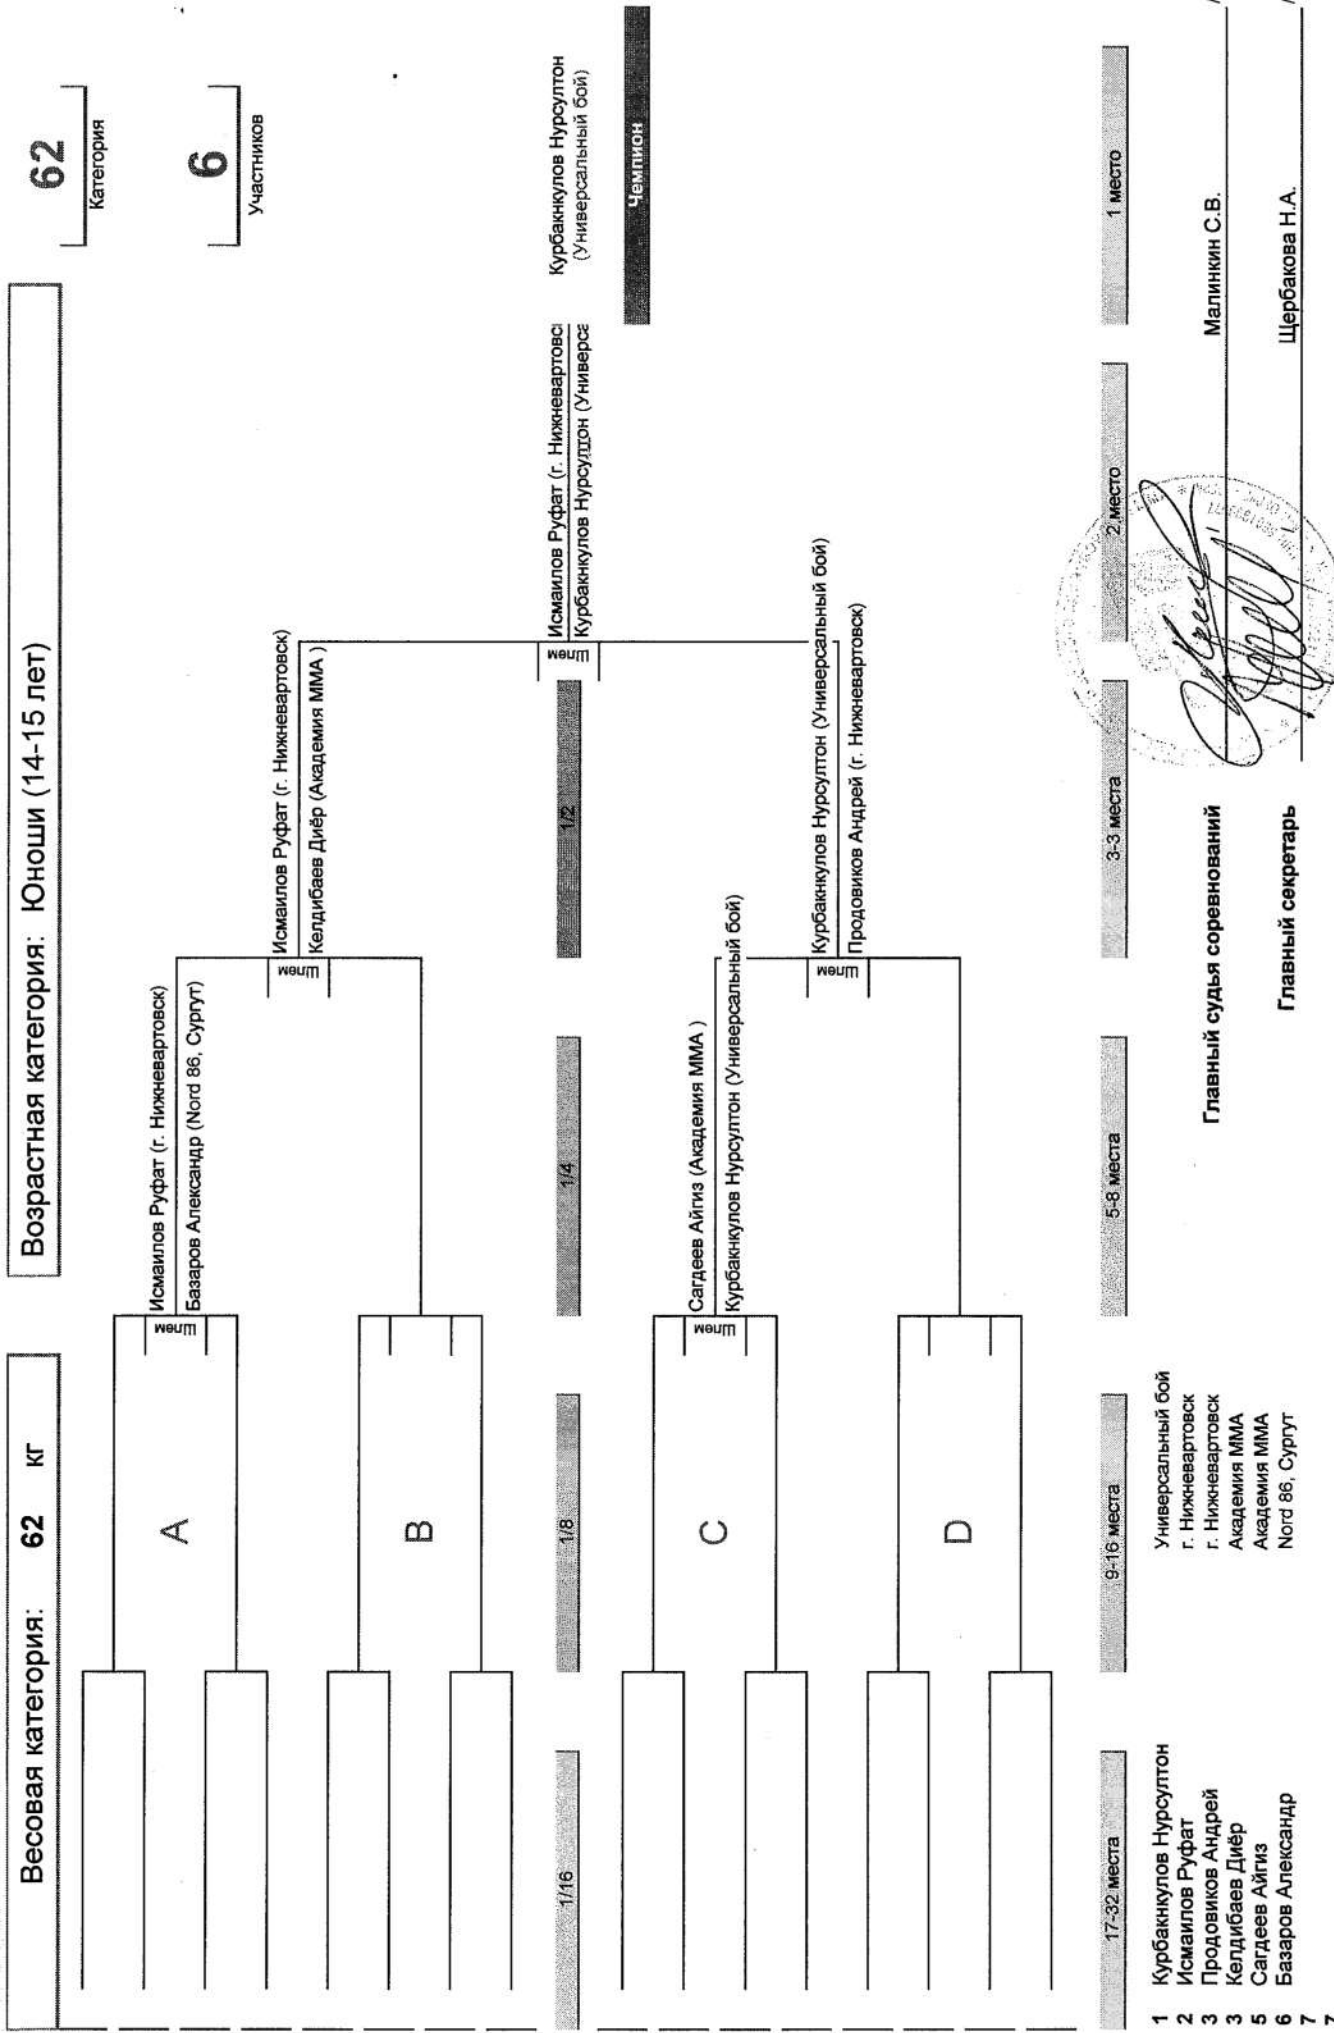 Весовая категория: 62 кг
Возрастная категория: Юноши (14-15 лет)
62
Категория
6
Участников
A
B
C
D
Шлем
Исмаилов Руфат (г. Нижневартовск)
Базаров Александр (Nord 86, Сургут)
Шлем
Исмаилов Руфат (г. Нижневартовск)
Келдибаев Диёр (Академия ММА )
Шлем
Исмаилов Руфат (г. Нижневартовс
Курбакнкулов Нурсултон (Универса
Курбакнкулов Нурсултон
(Универсальный бой)
1/16
1/8
1/4
1/2
Чемпион
Шлем
Сагдеев Айгиз (Академия ММА )
Курбакнкулов Нурсултон (Универсальный бой)
Шлем
Курбакнкулов Нурсултон (Универсальный бой)
Продовиков Андрей (г. Нижневартовск)
17-32 места
9-16 места
5-8 места
3-3 места
2 место
1 место
1 Курбакнкулов Нурсултон Универсальный бой
2 Исмаилов Руфат г. Нижневартовск
3 Продовиков Андрей г. Нижневартовск
3 Келдибаев Диёр Академия ММА
5 Сагдеев Айгиз Академия ММА
6 Базаров Александр Nord 86, Сургут
7
7
Главный судья соревнований / Малинкин С.В. /
Главный секретарь / Щербакова Н.А. /